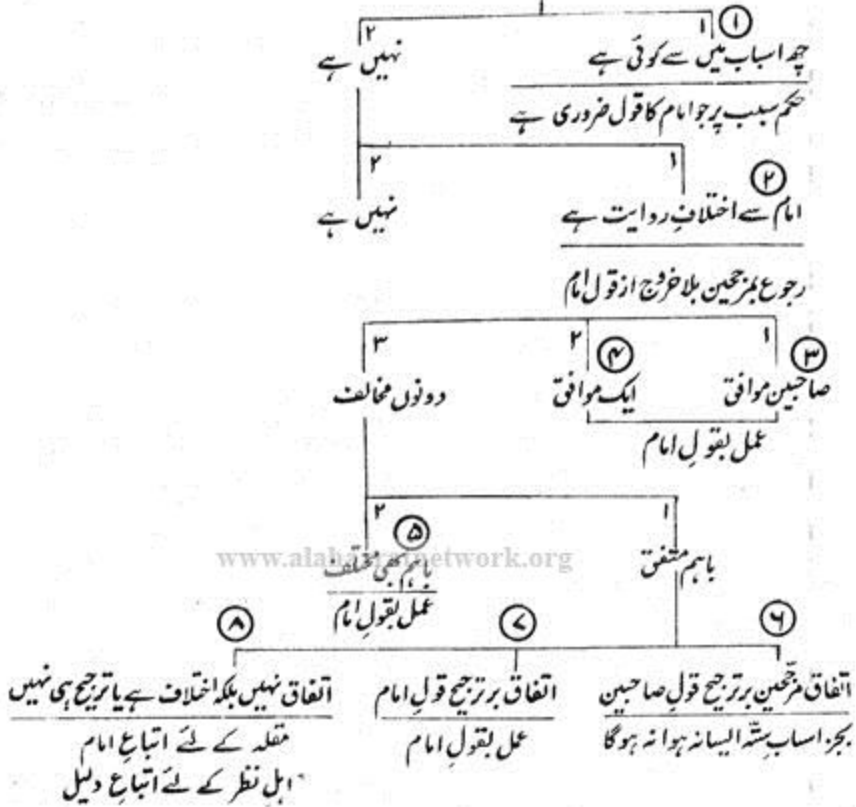 ۱ ۲ ①
چھ اسباب میں سے کوئی ہے نہیں ہے
حکم سبب پر جو امام کا قول ضروری ہے
۱ ۲ ②
امام سے اختلافِ روایت ہے نہیں ہے
رجوع بمرجحین بلا خروج از قول امام
۱ ③ ۲ ④ ۳
صاحبین موافق ایک موافق دونوں مخالف
عمل بقولِ امام
۱ ۲ ⑤
باہم متفق باہم بھی مختلف
www.alahazratnetwork.org
عمل بقولِ امام
⑥ ⑦ ⑧
اتفاق مرجّحین بر ترجیح قولِ صاحبین اتفاق بر ترجیح قولِ امام اتفاق نہیں بلکہ اختلاف ہے یا ترجیح ہی نہیں
بجز اسباب ستّہ ایسا نہ ہوا نہ ہوگا عمل بقولِ امام مقلد کے لئے اتباعِ امام
اہلِ نظر کے لئے اتباعِ دلیل